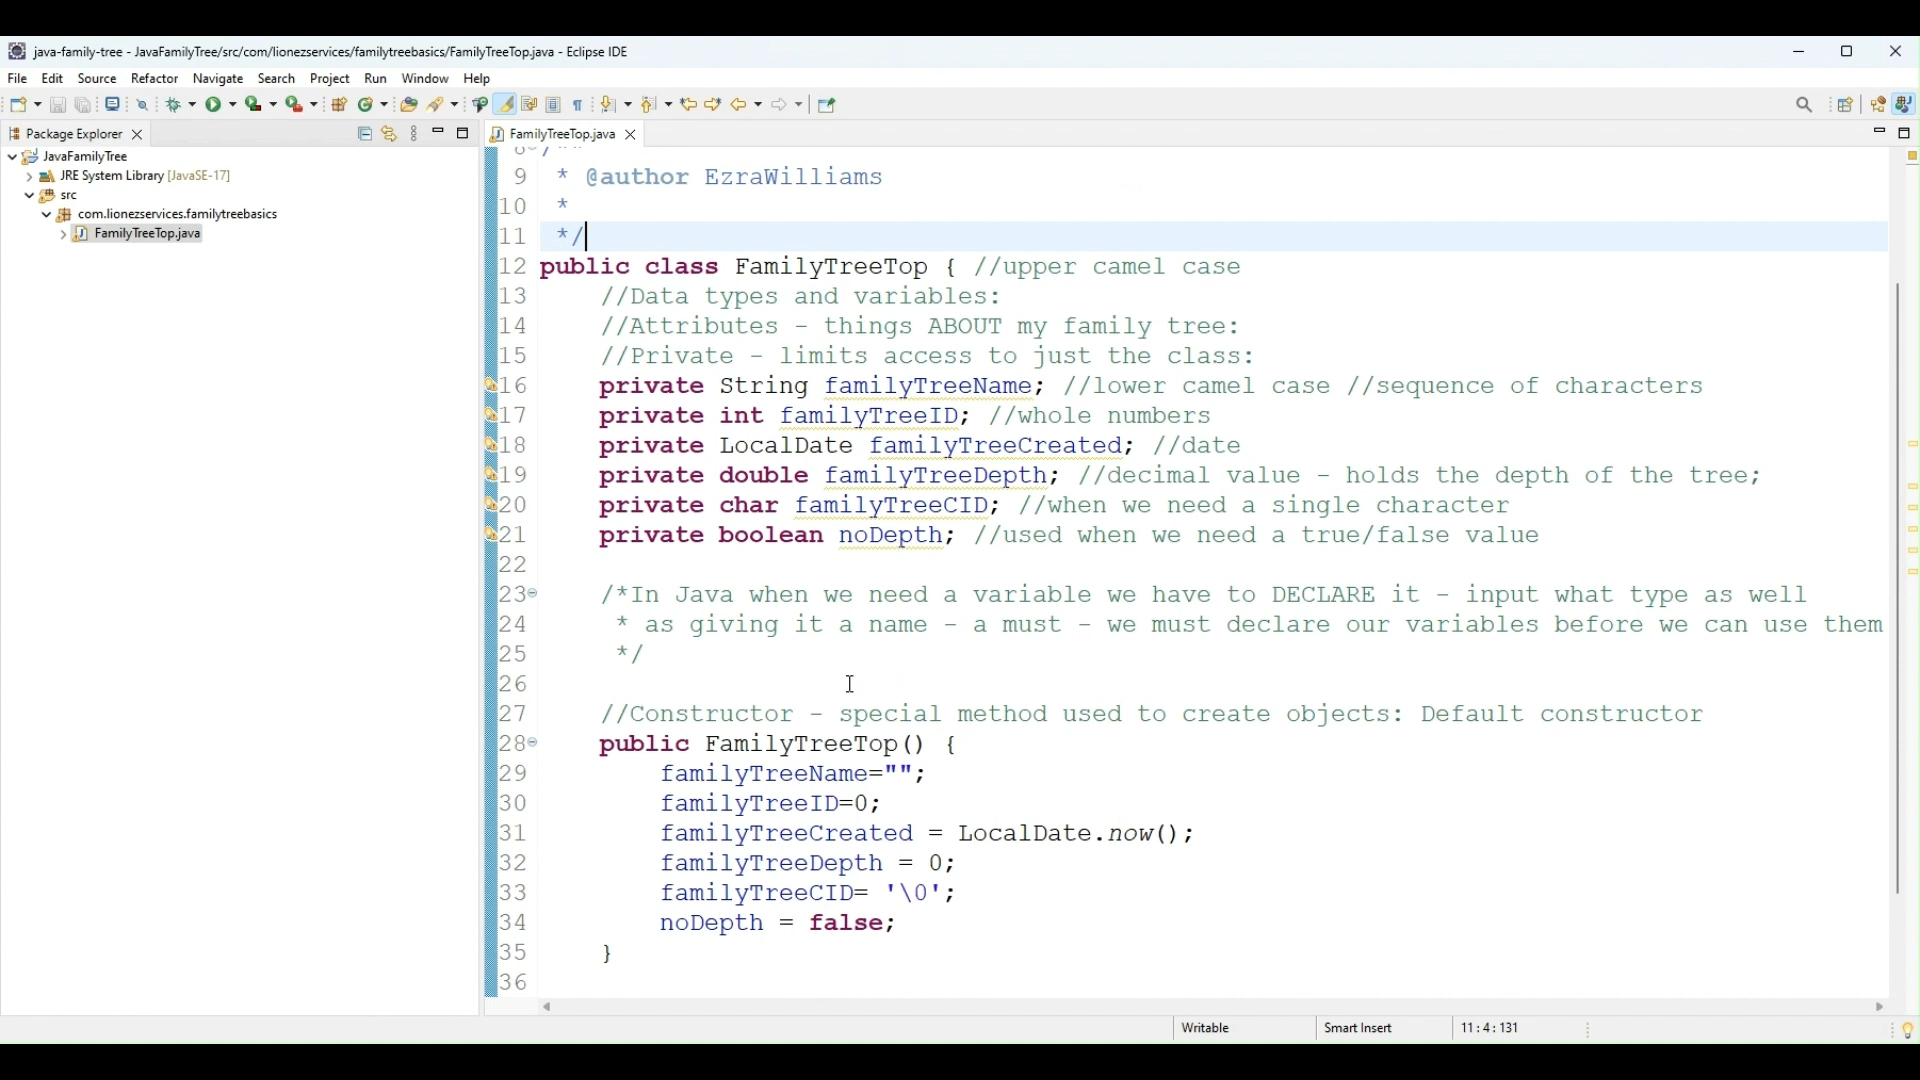 java-family-tree - JavaFamilyTree/src/com/lionezservices/familytreebasics/FamilyTreeTop.java - Eclipse IDE
File Edit Source Refactor Navigate Search Project Run Window Help
Package Explorer
JavaFamilyTree
JRE System Library [JavaSE-17]
src
com.lionezservices.familytreebasics
FamilyTreeTop.java
FamilyTreeTop.java
8 /**
9 * @author EzraWilliams
10 *
11 */
12 public class FamilyTreeTop { //upper camel case
13 //Data types and variables:
14 //Attributes - things ABOUT my family tree:
15 //Private - limits access to just the class:
16 private String familyTreeName; //lower camel case //sequence of characters
17 private int familyTreeID; //whole numbers
18 private LocalDate familyTreeCreated; //date
19 private double familyTreeDepth; //decimal value - holds the depth of the tree;
20 private char familyTreeCID; //when we need a single character
21 private boolean noDepth; //used when we need a true/false value
22
23 /*In Java when we need a variable we have to DECLARE it - input what type as well
24 * as giving it a name - a must - we must declare our variables before we can use them
25 */
26
27 //Constructor - special method used to create objects: Default constructor
28 public FamilyTreeTop() {
29 familyTreeName="";
30 familyTreeID=0;
31 familyTreeCreated = LocalDate.now();
32 familyTreeDepth = 0;
33 familyTreeCID= '\0';
34 noDepth = false;
35 }
36
Writable Smart Insert 11 : 4 : 131